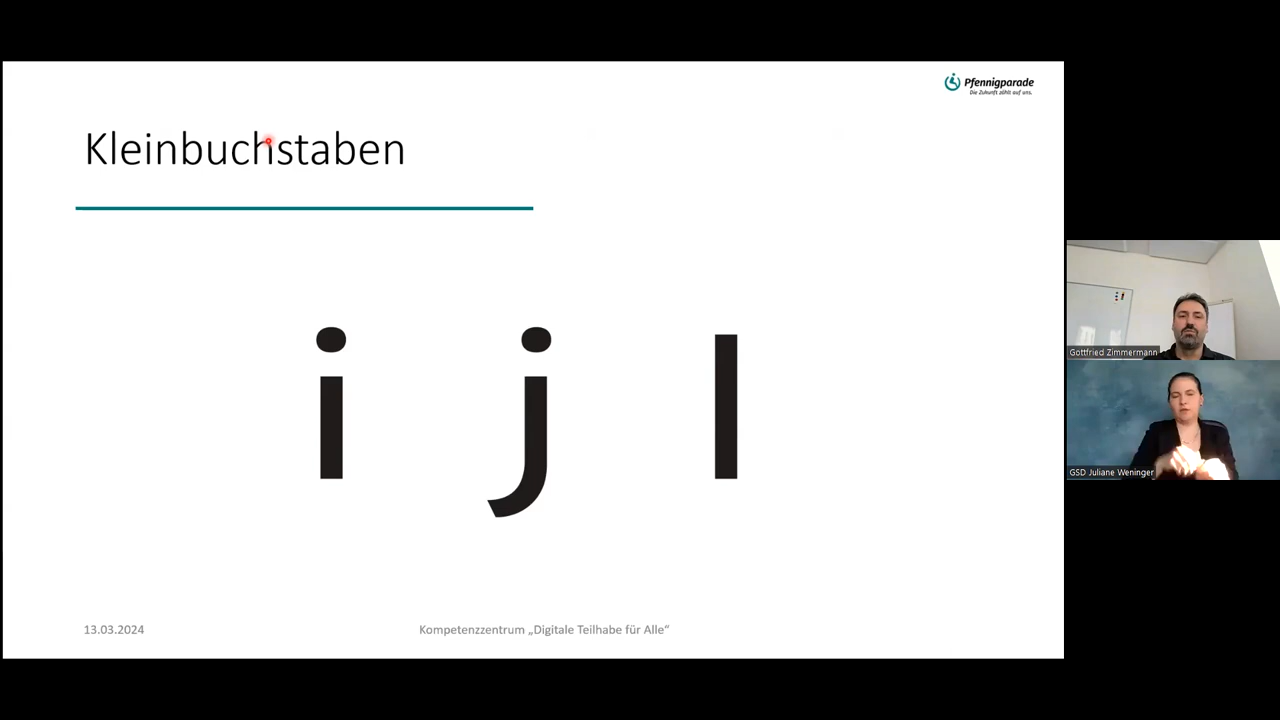 Pfennigparade
Die Zukunft zählt auf uns.
Kleinbuchstaben
i j l
13.03.2024
Kompetenzzentrum „Digitale Teilhabe für Alle“
Gottfried Zimmermann
GSD Juliane Weninger